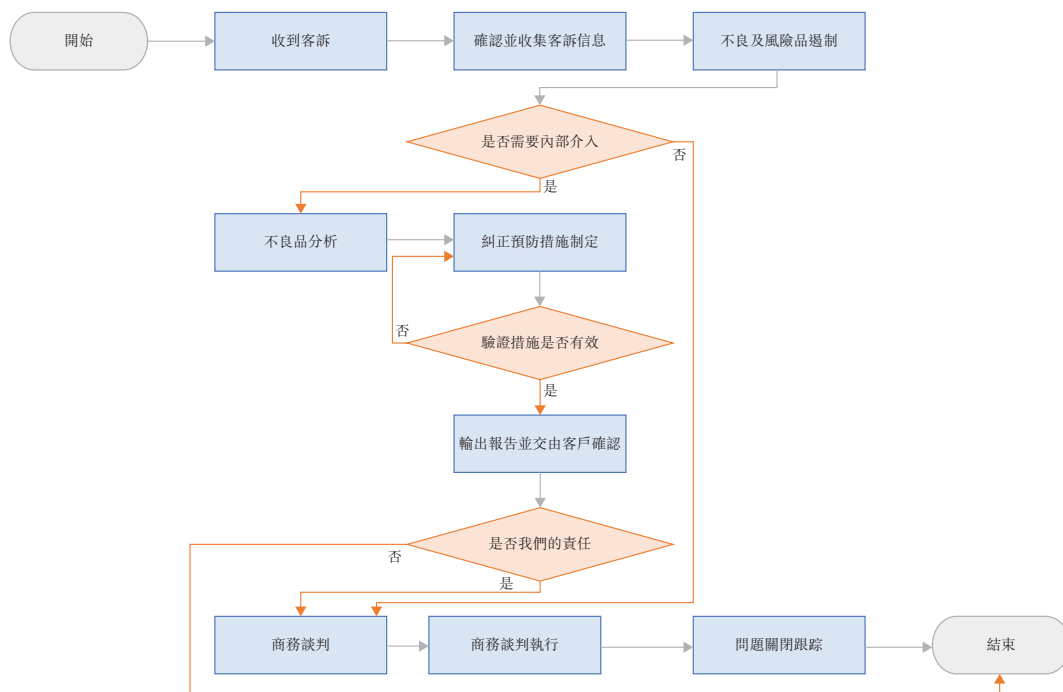 開始
收到客訴
確認並收集客訴信息
不良及風險品遏制
是否需要內部介入
否
是
不良品分析
糾正預防措施制定
否
驗證措施是否有效
是
輸出報告並交由客戶確認
是否我們的責任
否
是
商務談判
商務談判執行
問題關閉跟踪
結束